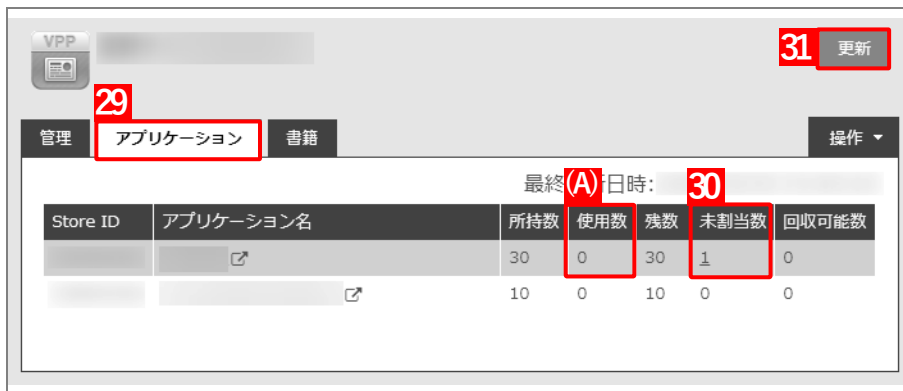 VPP
31 更新
29
管理 アプリケーション 書籍 操作
最終(A)新日時: 30
Store ID アプリケーション名 所持数 使用数 残数 未割当数 回収可能数
30 0 30 1 0
10 0 10 0 0